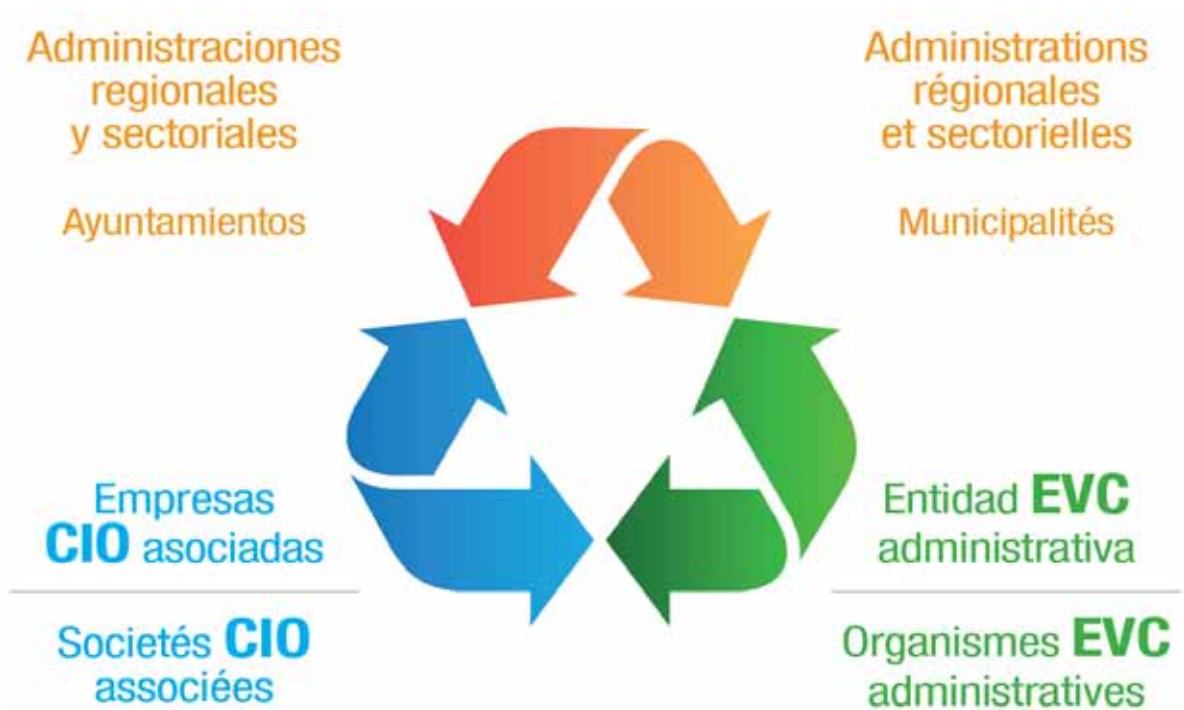 Administraciones
regionales
y sectoriales
Ayuntamientos
Administrations
régionales
et sectorielles
Municipalités
Empresas
CIO asociadas
Societés CIO
associées
Entidad EVC
administrativa
Organismes EVC
administratives